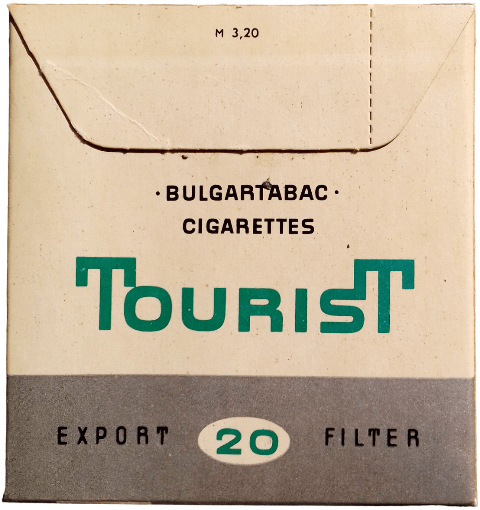 M 3,20
·BULGARTABAC·
CIGARETTES
TOURIST
EXPORT 20 FILTER